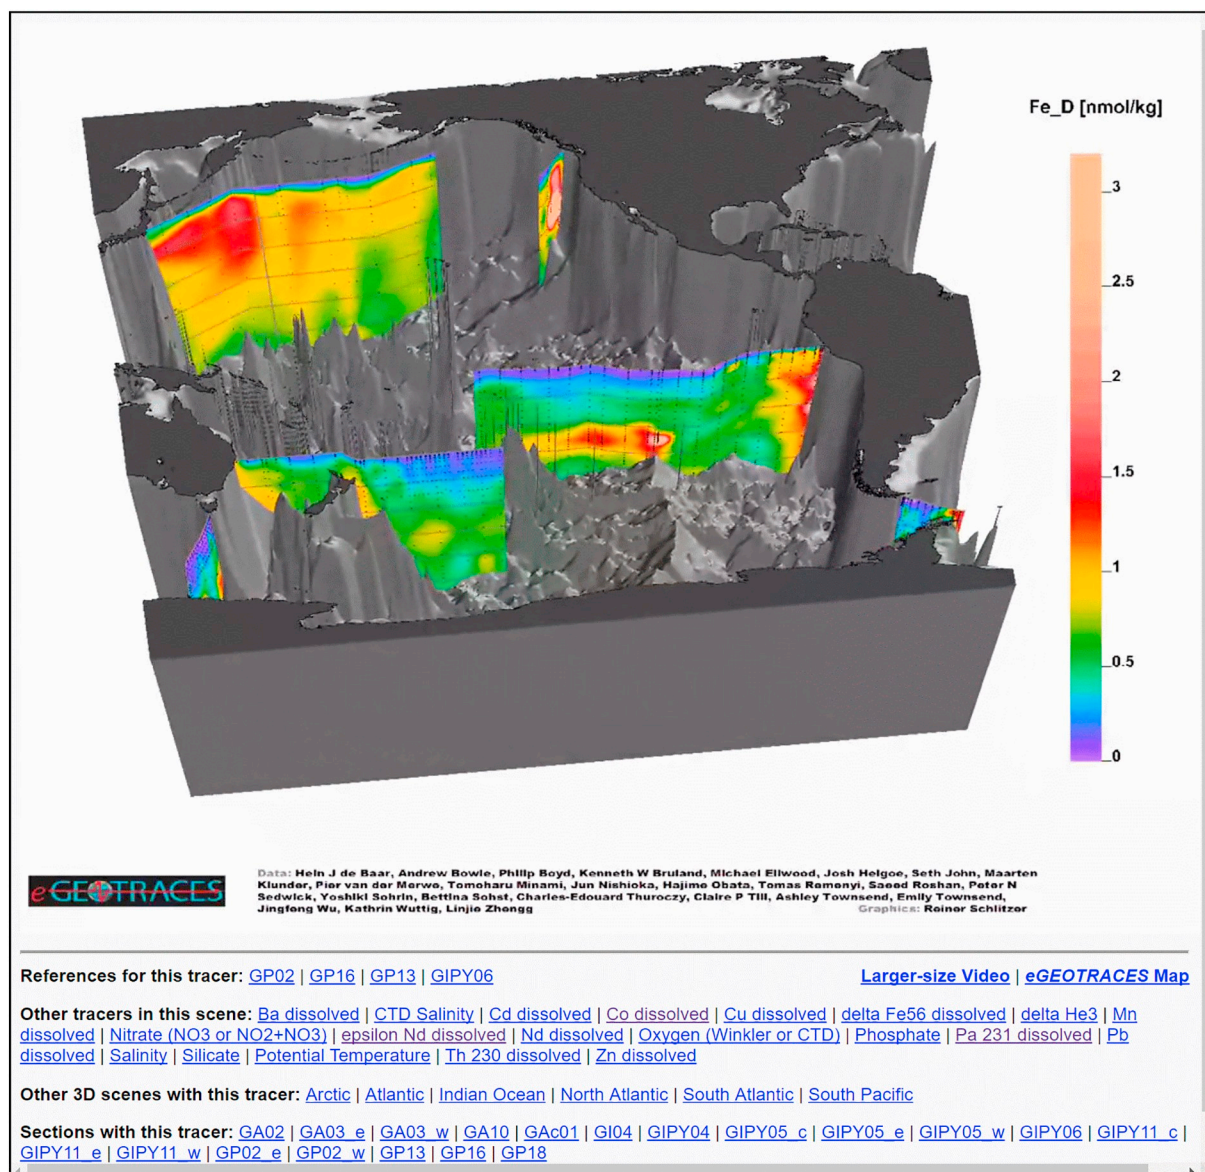 Fe_D [nmol/kg]
3
2.5
2
1.5
1
0.5
0
eGEOTRACES
Data: Hein J de Baar, Andrew Bowie, Philip Boyd, Kenneth W Bruland, Michael Ellwood, Josh Helgoe, Seth John, Maarten
Klunder, Pier van der Merwe, Tomoharu Minami, Jun Nishioka, Hajime Obata, Tomas Remenyi, Saeed Roshan, Peter N
Sedwick, Yoshiki Sohrin, Bettina Sohst, Charles-Edouard Thuroczy, Claire P Till, Ashley Townsend, Emily Townsend,
Jingfeng Wu, Kathrin Wuttig, Linjie Zhengg Graphics: Reiner Schlitzer
References for this tracer: GP02 | GP16 | GP13 | GIPY06 Larger-size Video | eGEOTRACES Map
Other tracers in this scene: Ba dissolved | CTD Salinity | Cd dissolved | Co dissolved | Cu dissolved | delta Fe56 dissolved | delta He3 | Mn
dissolved | Nitrate (NO3 or NO2+NO3) | epsilon Nd dissolved | Nd dissolved | Oxygen (Winkler or CTD) | Phosphate | Pa 231 dissolved | Pb
dissolved | Salinity | Silicate | Potential Temperature | Th 230 dissolved | Zn dissolved
Other 3D scenes with this tracer: Arctic | Atlantic | Indian Ocean | North Atlantic | South Atlantic | South Pacific
Sections with this tracer: GA02 | GA03_e | GA03_w | GA10 | GAc01 | GI04 | GIPY04 | GIPY05_c | GIPY05_e | GIPY05_w | GIPY06 | GIPY11_c |
GIPY11_e | GIPY11_w | GP02_e | GP02_w | GP13 | GP16 | GP18